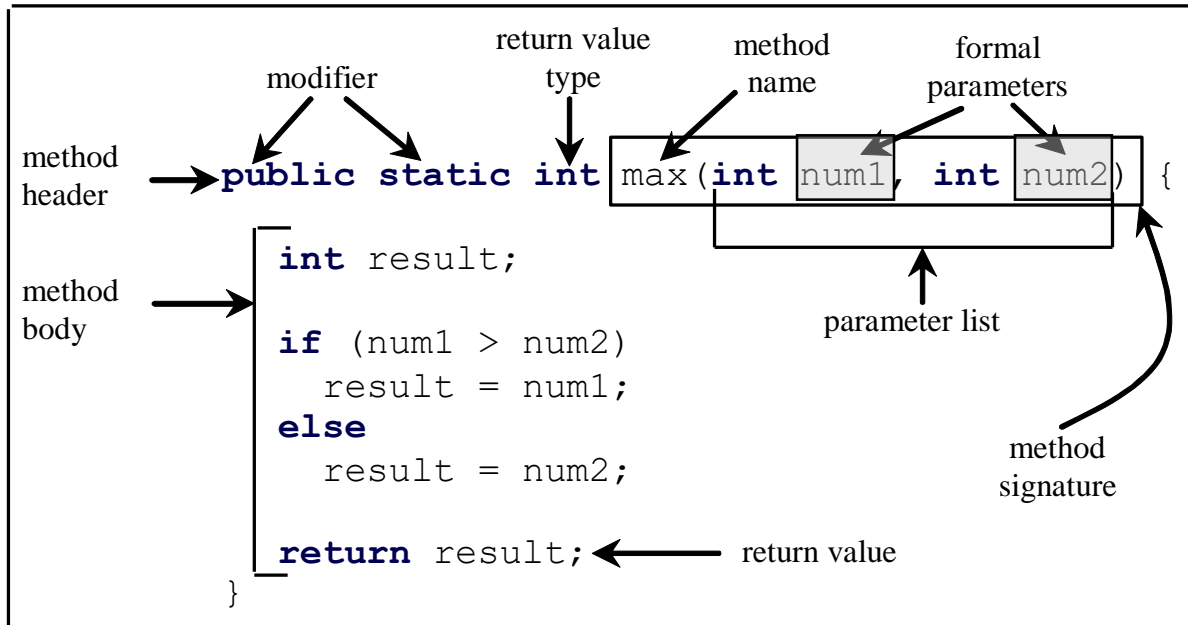 return value
type
method
name
formal
parameters
modifier
method
header
public static int max(int num1, int num2) {
int result;
method
body
parameter list
if (num1 > num2)
result = num1;
else
result = num2;
method
signature
return result;
return value
}